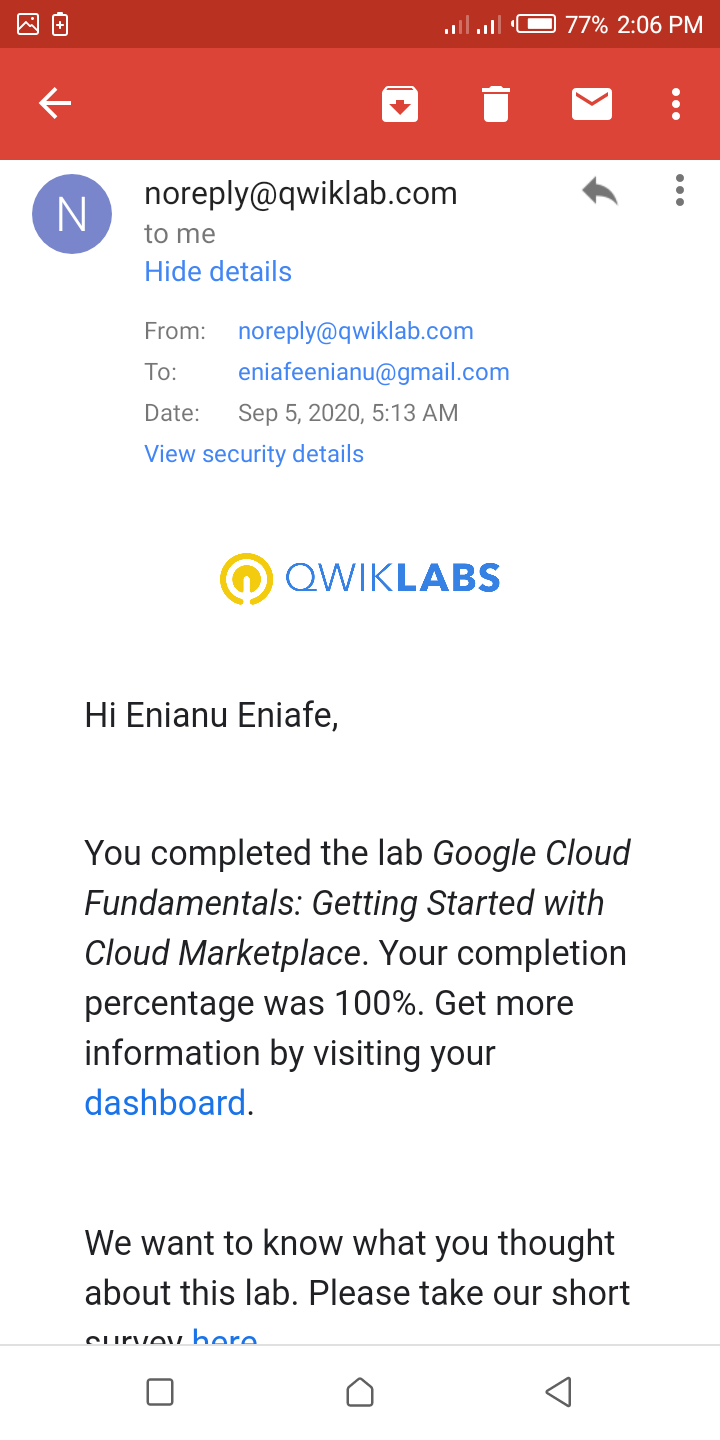 77% 2:06 PM
N
noreply@qwiklab.com
to me
Hide details
From: noreply@qwiklab.com
To: eniafeenianu@gmail.com
Date: Sep 5, 2020, 5:13 AM
View security details
QWIKLABS
Hi Enianu Eniafe,
You completed the lab Google Cloud
Fundamentals: Getting Started with
Cloud Marketplace. Your completion
percentage was 100%. Get more
information by visiting your
dashboard.
We want to know what you thought
about this lab. Please take our short
survey here